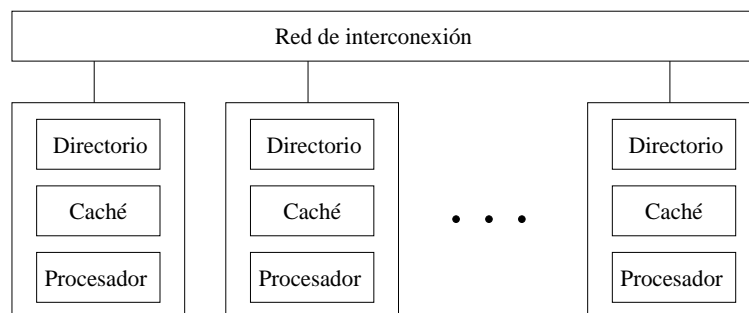 Red de interconexión
Directorio
Caché
Procesador
Directorio
Caché
Procesador
Directorio
Caché
Procesador